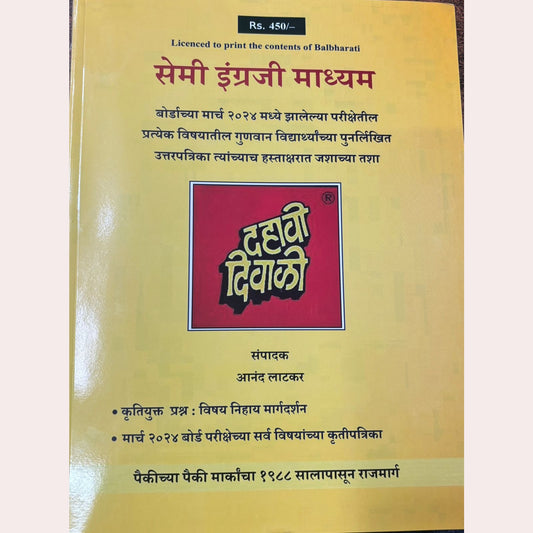 Rs. 450/–
Licenced to print the contents of Balbharati
सेमी इंग्रजी माध्यम
बोर्डाच्या मार्च २०२४ मध्ये झालेल्या परीक्षेतील
प्रत्येक विषयातील गुणवान विद्यार्थ्यांच्या पुनर्लिखित
उत्तरपत्रिका त्यांच्याच हस्ताक्षरात जशाच्या तशा
®
दहावी
दिवाळी
संपादक
आनंद लाटकर
• कृतियुक्त प्रश्न : विषय निहाय मार्गदर्शन
• मार्च २०२४ बोर्ड परीक्षेच्या सर्व विषयांच्या कृतीपत्रिका
पैकीच्या पैकी मार्कांचा १९८८ सालापासून राजमार्ग